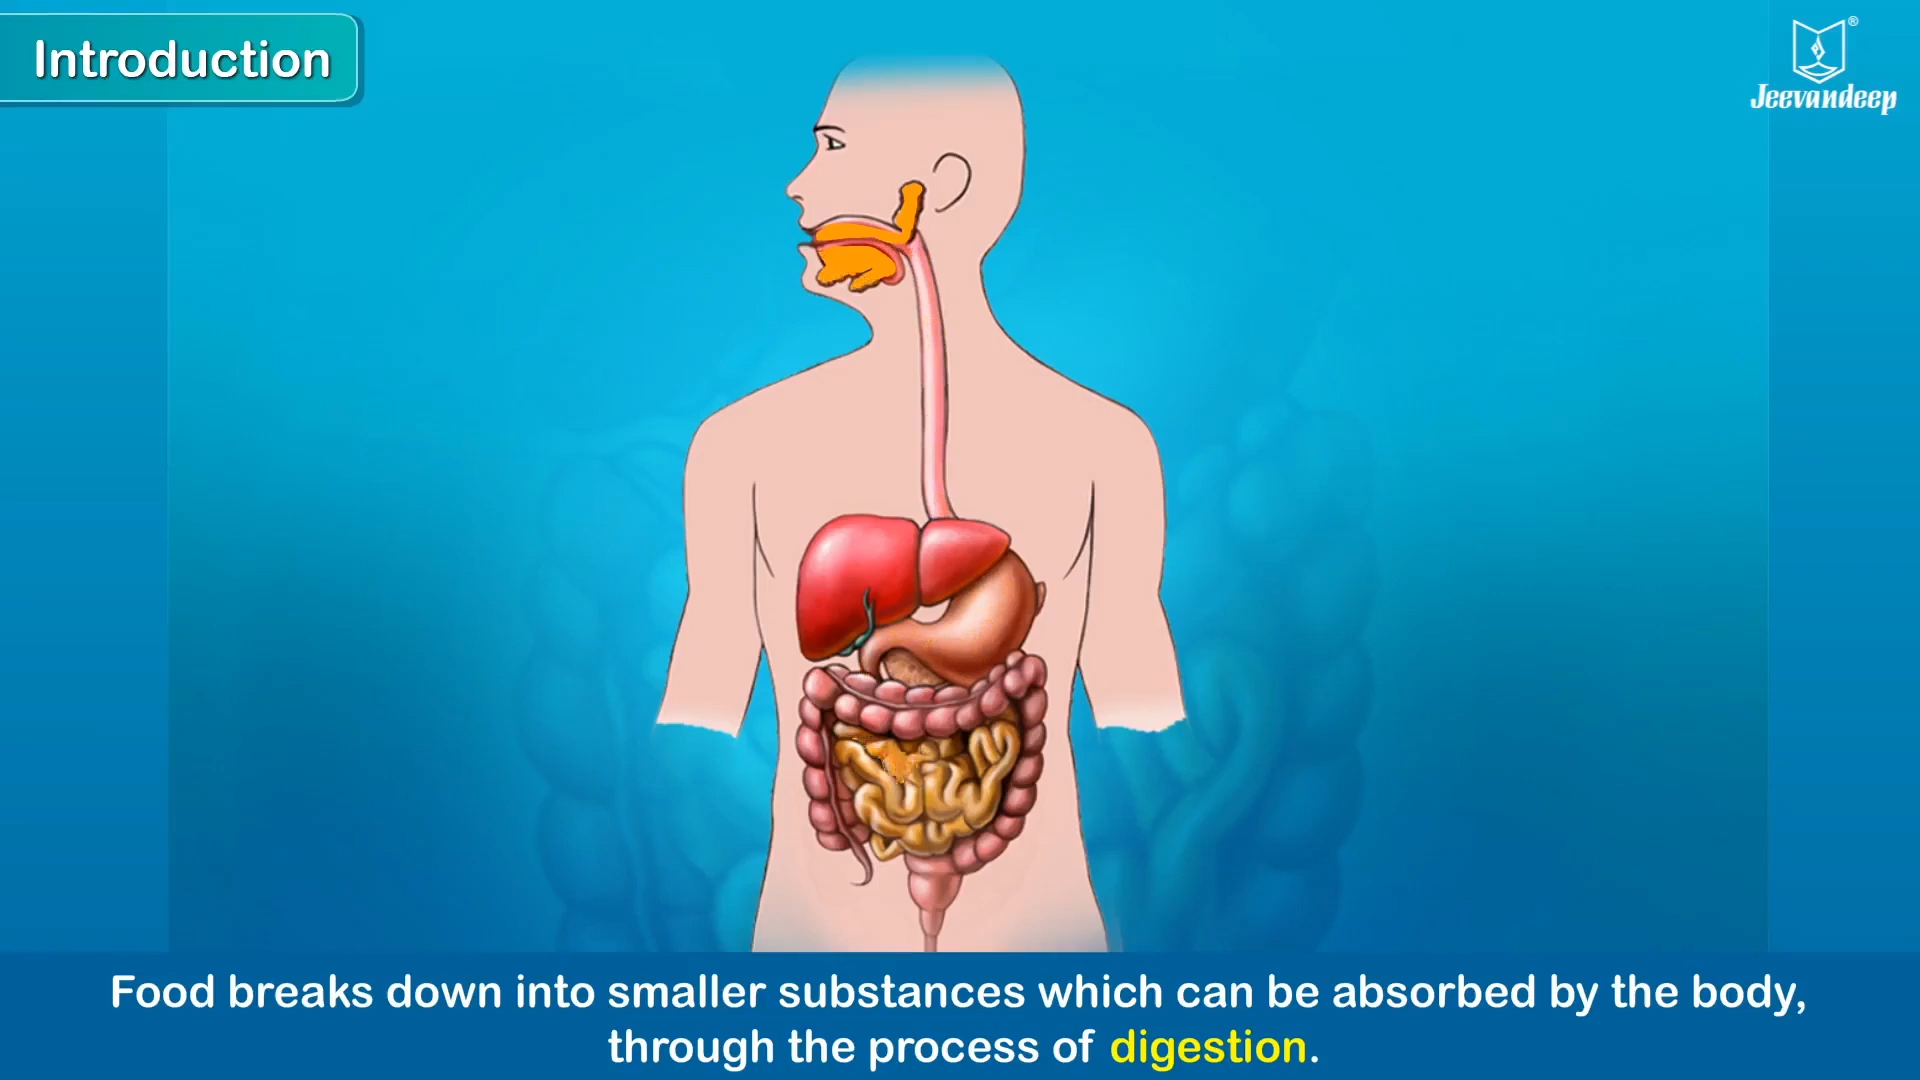 Introduction
®
Jeevandeep
Food breaks down into smaller substances which can be absorbed by the body,
through the process of digestion.